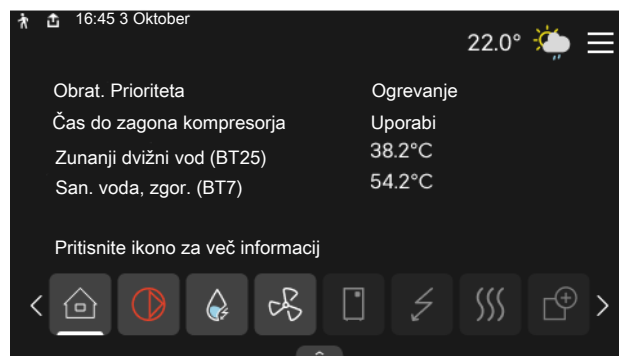 16:45 3 Oktober
22.0°
Obrat. Prioriteta Ogrevanje
Čas do zagona kompresorja Uporabi
Zunanji dvižni vod (BT25) 38.2°C
San. voda, zgor. (BT7) 54.2°C
Pritisnite ikono za več informacij